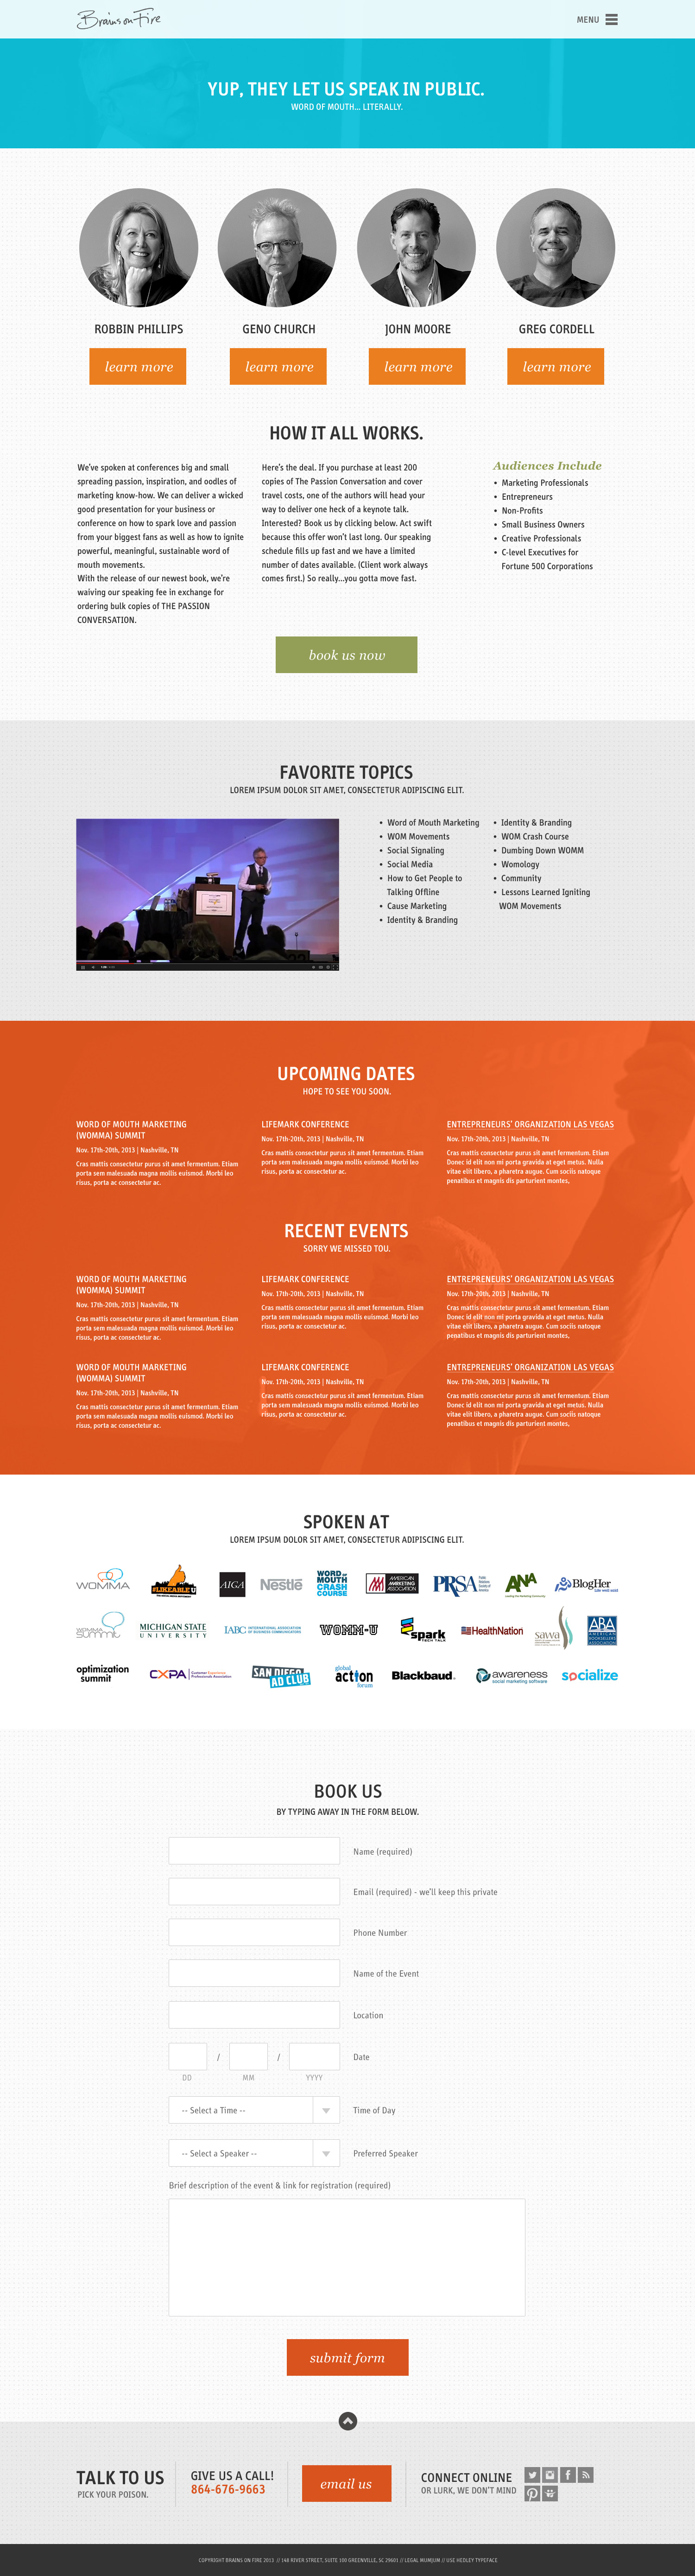 Brains on Fire
MENU
YUP, THEY LET US SPEAK IN PUBLIC.
WORD OF MOUTH... LITERALLY.
ROBBIN PHILLIPS
GENO CHURCH
JOHN MOORE
GREG CORDELL
learn more
learn more
learn more
learn more
HOW IT ALL WORKS.
We've spoken at conferences big and small
spreading passion, inspiration, and oodles of
marketing know-how. We can deliver a wicked
good presentation for your business or
conference on how to spark love and passion
from your biggest fans as well as how to ignite
powerful, meaningful, sustainable word of
mouth movements.
With the release of our newest book, we're
waiving our speaking fee in exchange for
ordering bulk copies of THE PASSION
CONVERSATION.
Here's the deal. If you purchase at least 200
copies of The Passion Conversation and cover
travel costs, one of the authors will head your
way to deliver one heck of a keynote talk.
Interested? Book us by clicking below. Act swift
because this offer won't last long. Our speaking
schedule fills up fast and we have a limited
number of dates available. (Client work always
comes first.) So really...you gotta move fast.
Audiences Include
• Marketing Professionals
• Entrepreneurs
• Non-Profits
• Small Business Owners
• Creative Professionals
• C-level Executives for
Fortune 500 Corporations
book us now
FAVORITE TOPICS
LOREM IPSUM DOLOR SIT AMET, CONSECTETUR ADIPISCING ELIT.
• Word of Mouth Marketing
• WOM Movements
• Social Signaling
• Social Media
• How to Get People to
Talking Offline
• Cause Marketing
• Identity & Branding
• Identity & Branding
• WOM Crash Course
• Dumbing Down WOMM
• Womology
• Community
• Lessons Learned Igniting
WOM Movements
UPCOMING DATES
HOPE TO SEE YOU SOON.
WORD OF MOUTH MARKETING
(WOMMA) SUMMIT
Nov. 17th-20th, 2013 | Nashville, TN
Cras mattis consectetur purus sit amet fermentum. Etiam
porta sem malesuada magna mollis euismod. Morbi leo
risus, porta ac consectetur ac.
LIFEMARK CONFERENCE
Nov. 17th-20th, 2013 | Nashville, TN
Cras mattis consectetur purus sit amet fermentum. Etiam
porta sem malesuada magna mollis euismod. Morbi leo
risus, porta ac consectetur ac.
ENTREPRENEURS' ORGANIZATION LAS VEGAS
Nov. 17th-20th, 2013 | Nashville, TN
Cras mattis consectetur purus sit amet fermentum. Etiam
Donec id elit non mi porta gravida at eget metus. Nulla
vitae elit libero, a pharetra augue. Cum sociis natoque
penatibus et magnis dis parturient montes,
RECENT EVENTS
SORRY WE MISSED TOU.
WORD OF MOUTH MARKETING
(WOMMA) SUMMIT
Nov. 17th-20th, 2013 | Nashville, TN
Cras mattis consectetur purus sit amet fermentum. Etiam
porta sem malesuada magna mollis euismod. Morbi leo
risus, porta ac consectetur ac.
LIFEMARK CONFERENCE
Nov. 17th-20th, 2013 | Nashville, TN
Cras mattis consectetur purus sit amet fermentum. Etiam
porta sem malesuada magna mollis euismod. Morbi leo
risus, porta ac consectetur ac.
ENTREPRENEURS' ORGANIZATION LAS VEGAS
Nov. 17th-20th, 2013 | Nashville, TN
Cras mattis consectetur purus sit amet fermentum. Etiam
Donec id elit non mi porta gravida at eget metus. Nulla
vitae elit libero, a pharetra augue. Cum sociis natoque
penatibus et magnis dis parturient montes,
WORD OF MOUTH MARKETING
(WOMMA) SUMMIT
Nov. 17th-20th, 2013 | Nashville, TN
Cras mattis consectetur purus sit amet fermentum. Etiam
porta sem malesuada magna mollis euismod. Morbi leo
risus, porta ac consectetur ac.
LIFEMARK CONFERENCE
Nov. 17th-20th, 2013 | Nashville, TN
Cras mattis consectetur purus sit amet fermentum. Etiam
porta sem malesuada magna mollis euismod. Morbi leo
risus, porta ac consectetur ac.
ENTREPRENEURS' ORGANIZATION LAS VEGAS
Nov. 17th-20th, 2013 | Nashville, TN
Cras mattis consectetur purus sit amet fermentum. Etiam
Donec id elit non mi porta gravida at eget metus. Nulla
vitae elit libero, a pharetra augue. Cum sociis natoque
penatibus et magnis dis parturient montes,
SPOKEN AT
LOREM IPSUM DOLOR SIT AMET, CONSECTETUR ADIPISCING ELIT.
WOMMA
#LIKEABLEU
AIGA
Nestlē
WORD OF
MOUTH
CRASH
COURSE
AMERICAN
MARKETING
ASSOCIATION
PRSA
Public
Relations
Society of
America
ANA
BlogHer
life well said
WOMMA
Summit
MICHIGAN STATE
UNIVERSITY
IABC INTERNATIONAL ASSOCIATION
OF BUSINESS COMMUNICATORS
WOMM-U
spark
TECH TALK
HealthNation
sawa
ABA
AMERICAN
BOOKSELLERS
ASSOCIATION
optimization
summit
CXPA
Customer Experience
Professionals Association
SAN DIEGO
AD CLUB
global
action
forum
Blackbaud
awareness
social marketing software
socialize
BOOK US
BY TYPING AWAY IN THE FORM BELOW.
Name (required)
Email (required) - we'll keep this private
Phone Number
Name of the Event
Location
/ / Date
DD MM YYYY
-- Select a Time -- Time of Day
-- Select a Speaker -- Preferred Speaker
Brief description of the event & link for registration (required)
submit form
TALK TO US
PICK YOUR POISON.
GIVE US A CALL!
864-676-9663
email us
CONNECT ONLINE
OR LURK, WE DON'T MIND
COPYRIGHT BRAINS ON FIRE 2013 // 148 RIVER STREET, SUITE 100 GREENVILLE, SC 29601 // LEGAL MUMJUM // USE HEDLEY TYPEFACE